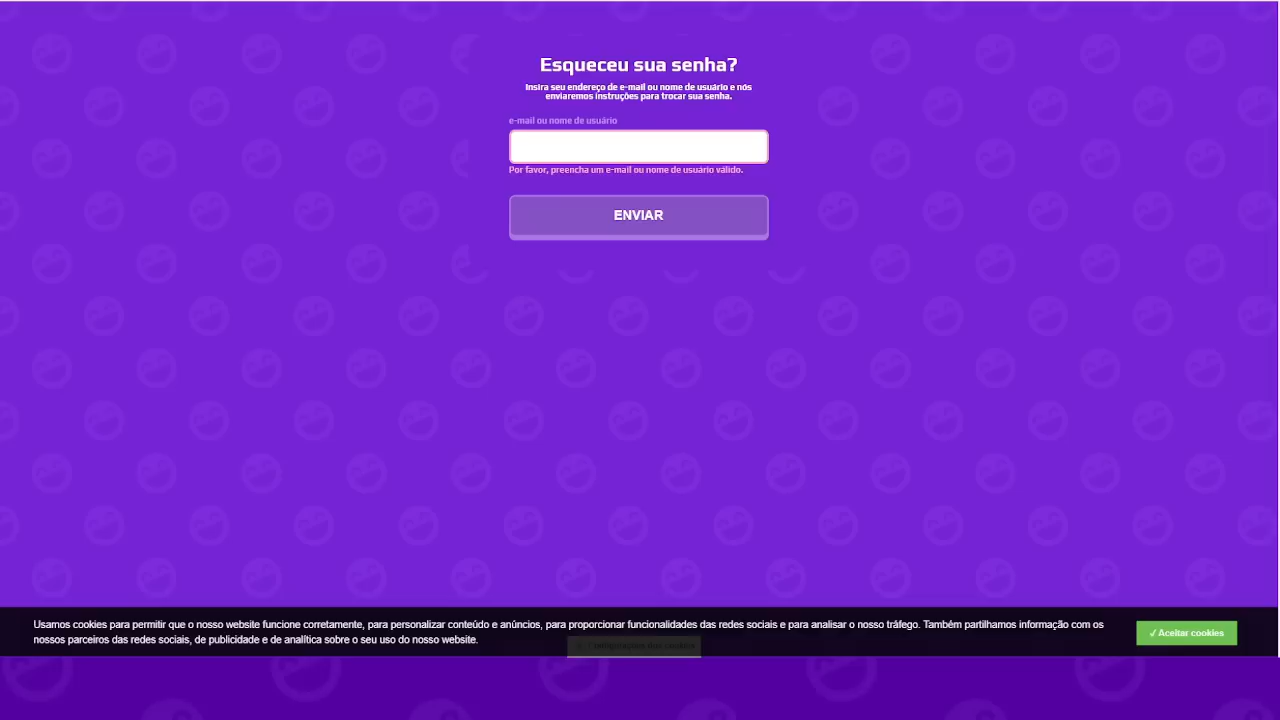 Esqueceu sua senha?
Insira seu endereço de e-mail ou nome de usuário e nós
enviaremos instruções para trocar sua senha.
e-mail ou nome de usuário
Por favor, preencha um e-mail ou nome de usuário válido.
ENVIAR
Usamos cookies para permitir que o nosso website funcione corretamente, para personalizar conteúdo e anúncios, para proporcionar funcionalidades das redes sociais e para analisar o nosso tráfego. Também partilhamos informação com os
nossos parceiros das redes sociais, de publicidade e de analítica sobre o seu uso do nosso website.
✓ Aceitar cookies